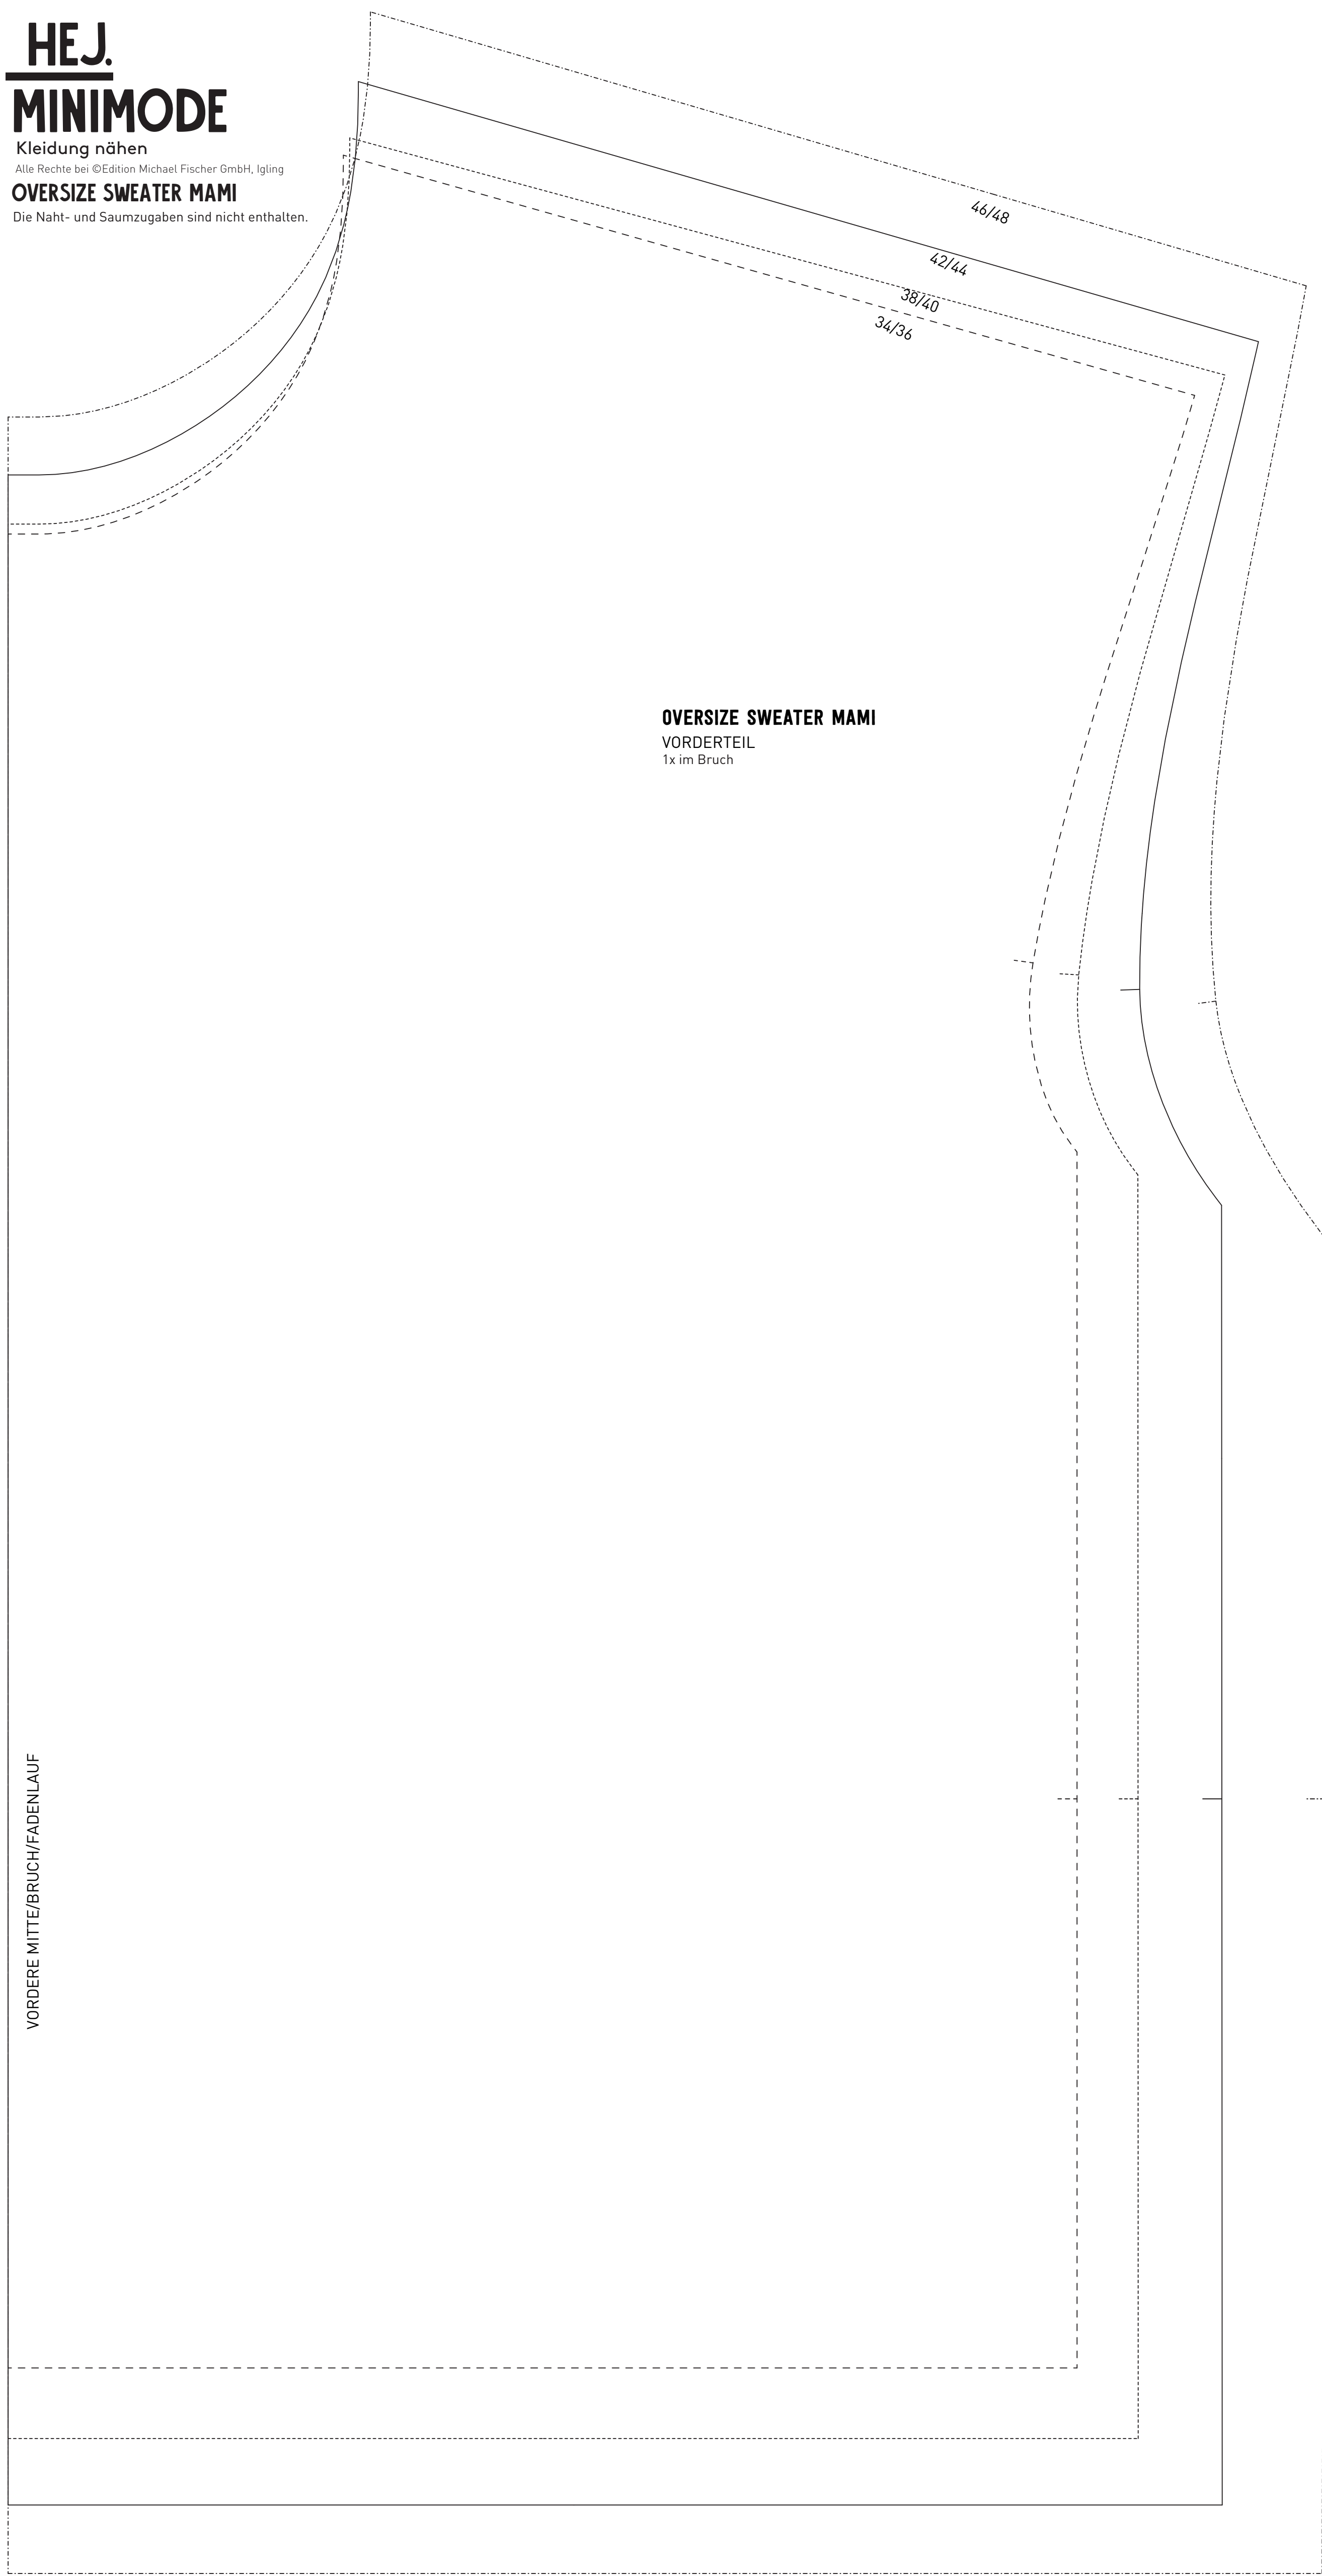 HEJ.
MINIMODE
Kleidung nähen
Alle Rechte bei ©Edition Michael Fischer GmbH, Igling
OVERSIZE SWEATER MAMI
Die Naht- und Saumzugaben sind nicht enthalten.
46/48
42/44
38/40
34/36
OVERSIZE SWEATER MAMI
VORDERTEIL
1x im Bruch
VORDERE MITTE/BRUCH/FADENLAUF